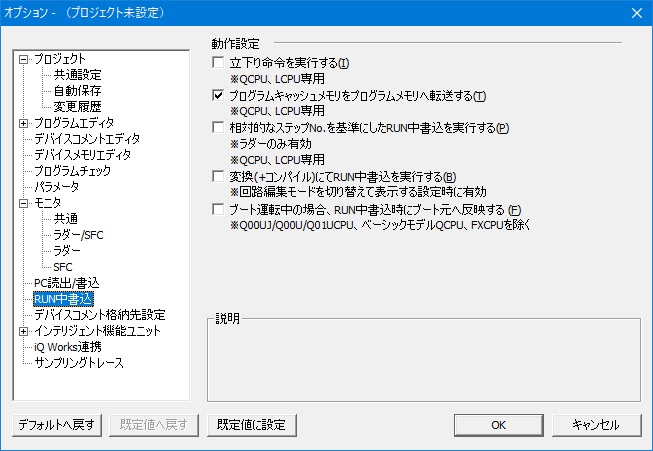 オプション - （プロジェクト未設定）
プロジェクト
共通設定
自動保存
変更履歴
プログラムエディタ
デバイスコメントエディタ
デバイスメモリエディタ
プログラムチェック
パラメータ
モニタ
共通
ラダー/SFC
ラダー
SFC
PC読出/書込
RUN中書込
デバイスコメント格納先設定
インテリジェント機能ユニット
iQ Works連携
サンプリングトレース
動作設定
立下り命令を実行する(I)
※QCPU、LCPU専用
プログラムキャッシュメモリをプログラムメモリへ転送する(T)
※QCPU、LCPU専用
相対的なステップNo.を基準にしたRUN中書込を実行する(P)
※ラダーのみ有効
※QCPU、LCPU専用
変換(+コンパイル)にてRUN中書込を実行する(B)
※回路編集モードを切り替えて表示する設定時に有効
ブート運転中の場合、RUN中書込時にブート元へ反映する (F)
※Q00UJ/Q00U/Q01UCPU、ベーシックモデルQCPU、FXCPUを除く
説明
デフォルトへ戻す
既定値へ戻す
既定値に設定
OK
キャンセル